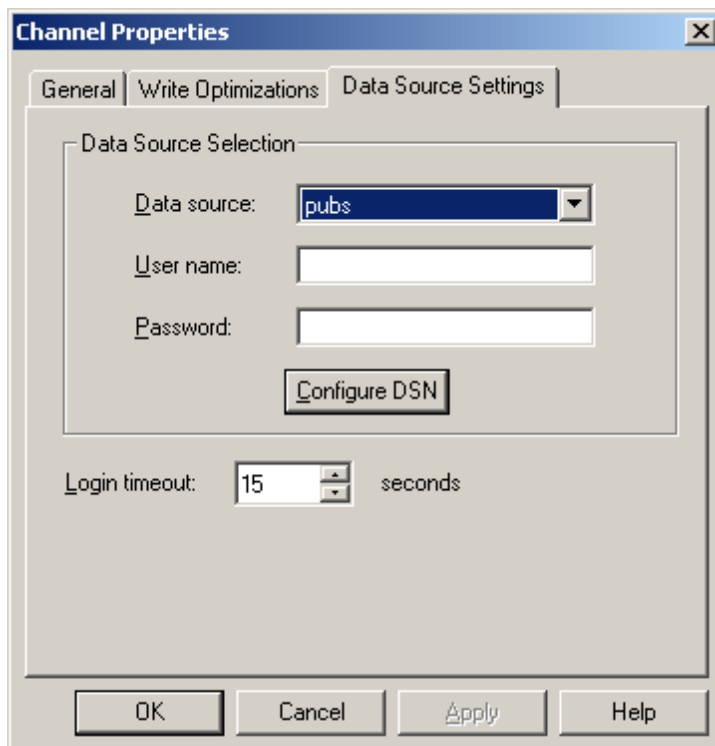 Channel Properties
General Write Optimizations Data Source Settings
Data Source Selection
Data source: pubs
User name:
Password:
Configure DSN
Login timeout: 15 seconds
OK Cancel Apply Help